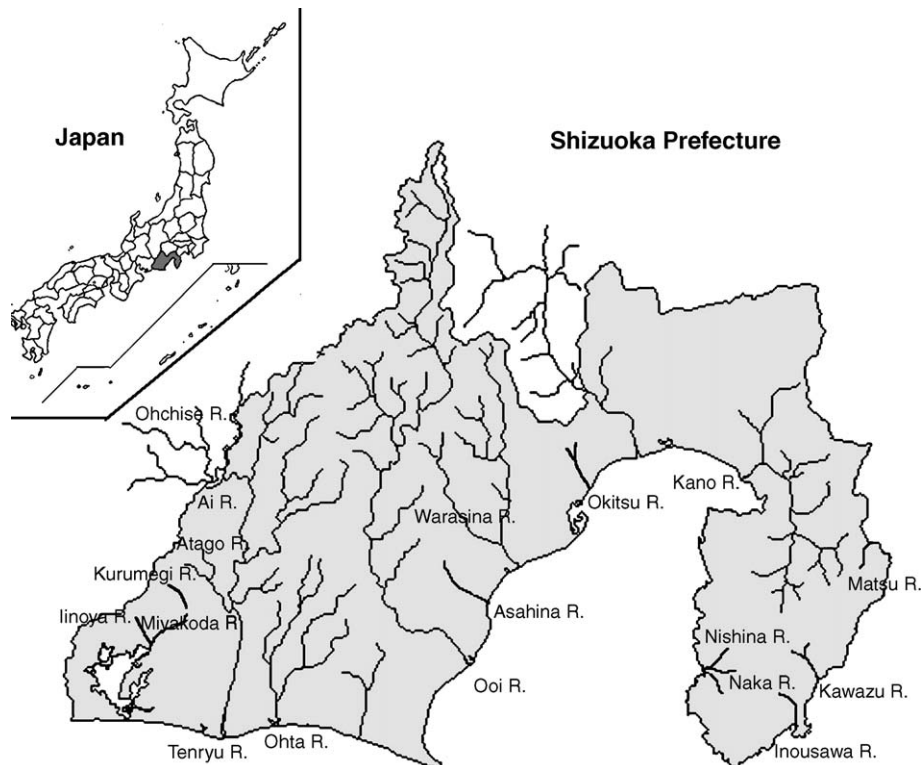 Japan
Shizuoka Prefecture
Ohchise R.
Ai R.
Warasina R.
Okitsu R.
Kano R.
Atago R.
Kurumegi R.
Matsu R.
Iinoya R.
Miyakoda R
Asahina R.
Nishina R.
Ooi R.
Naka R.
Kawazu R.
Tenryu R.
Ohta R.
Inousawa R.